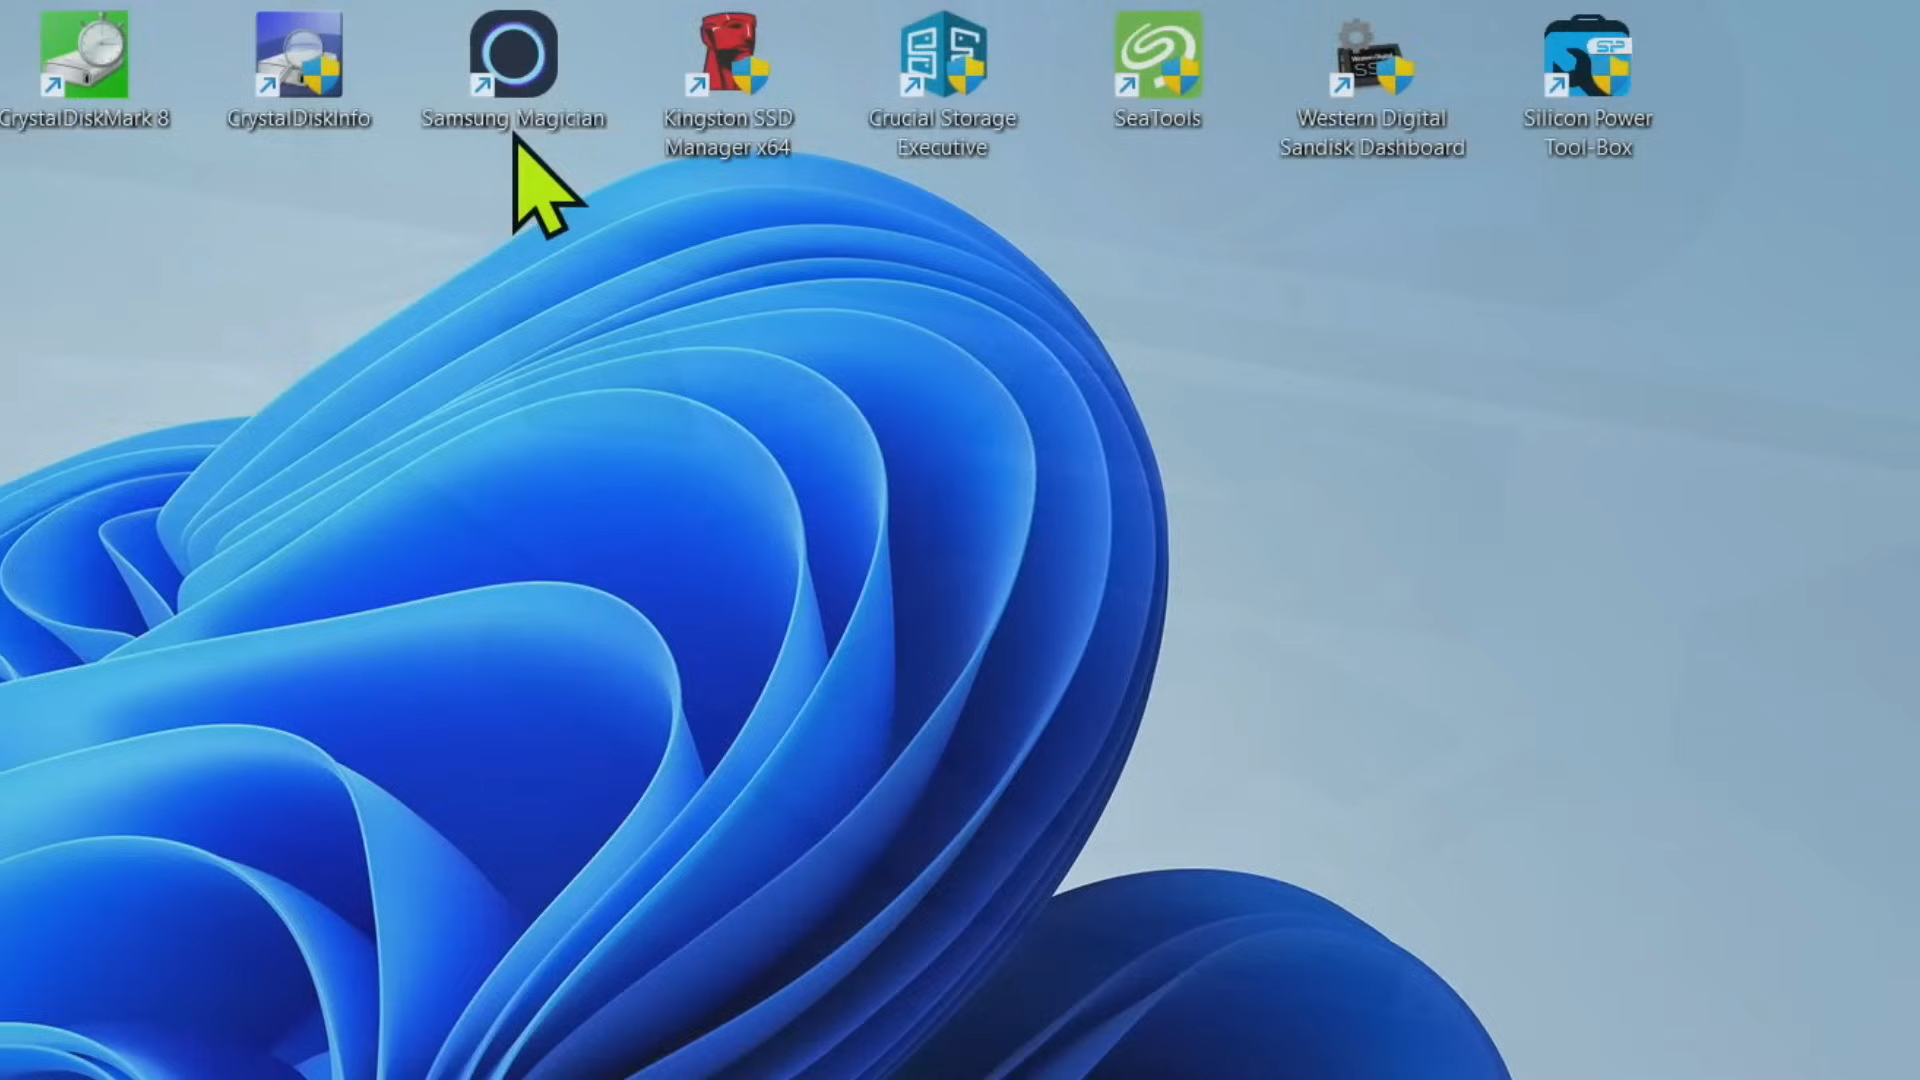 CrystalDiskMark 8
CrystalDiskInfo
Samsung Magician
Kingston SSD
Manager x64
Crucial Storage
Executive
SeaTools
Western Digital
Sandisk Dashboard
Silicon Power
Tool-Box
SP